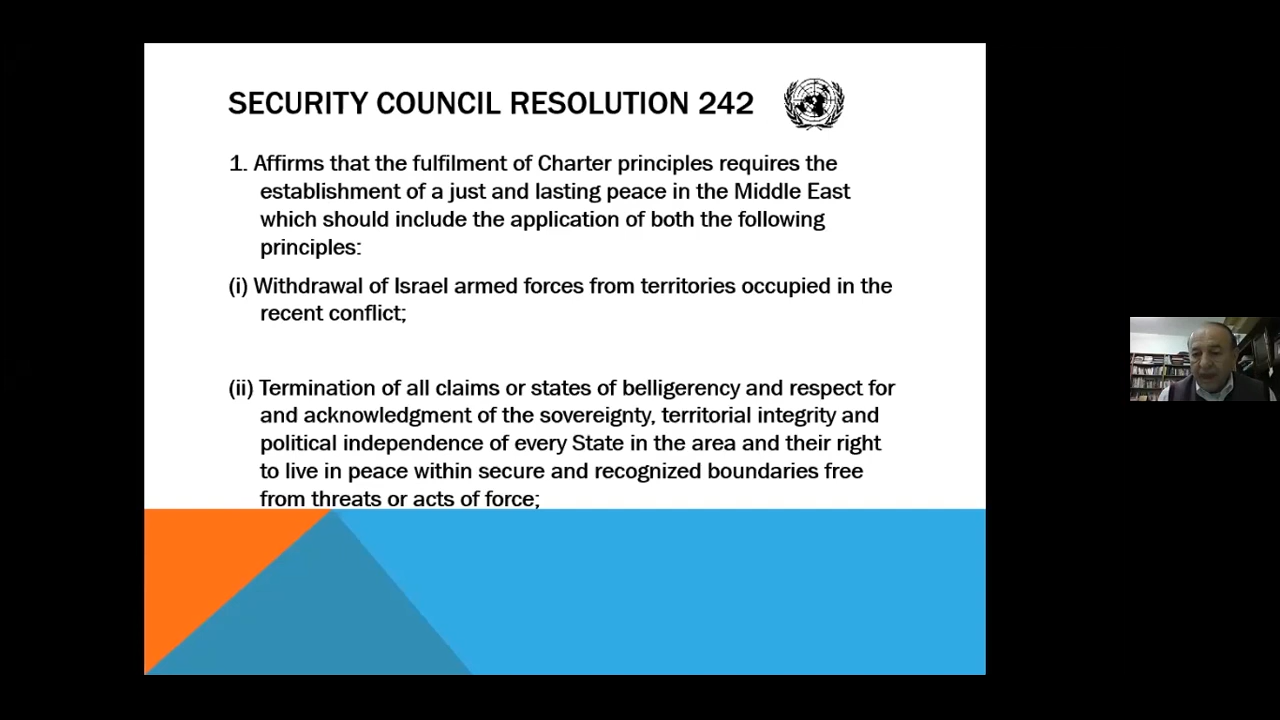 SECURITY COUNCIL RESOLUTION 242
1. Affirms that the fulfilment of Charter principles requires the
establishment of a just and lasting peace in the Middle East
which should include the application of both the following
principles:
(i) Withdrawal of Israel armed forces from territories occupied in the
recent conflict;
(ii) Termination of all claims or states of belligerency and respect for
and acknowledgment of the sovereignty, territorial integrity and
political independence of every State in the area and their right
to live in peace within secure and recognized boundaries free
from threats or acts of force;